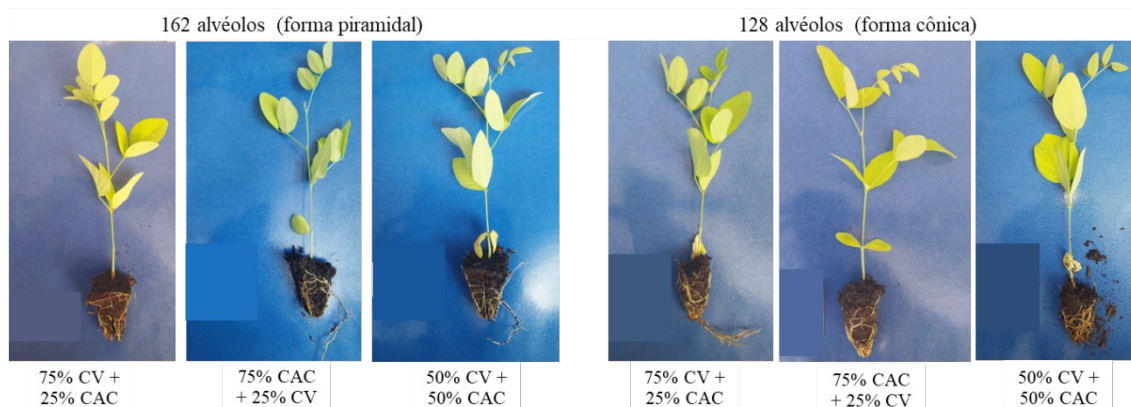 162 alvéolos (forma piramidal)
128 alvéolos (forma cônica)
75% CV +
25% CAC
75% CAC
+ 25% CV
50% CV +
50% CAC
75% CV +
25% CAC
75% CAC
+ 25% CV
50% CV +
50% CAC